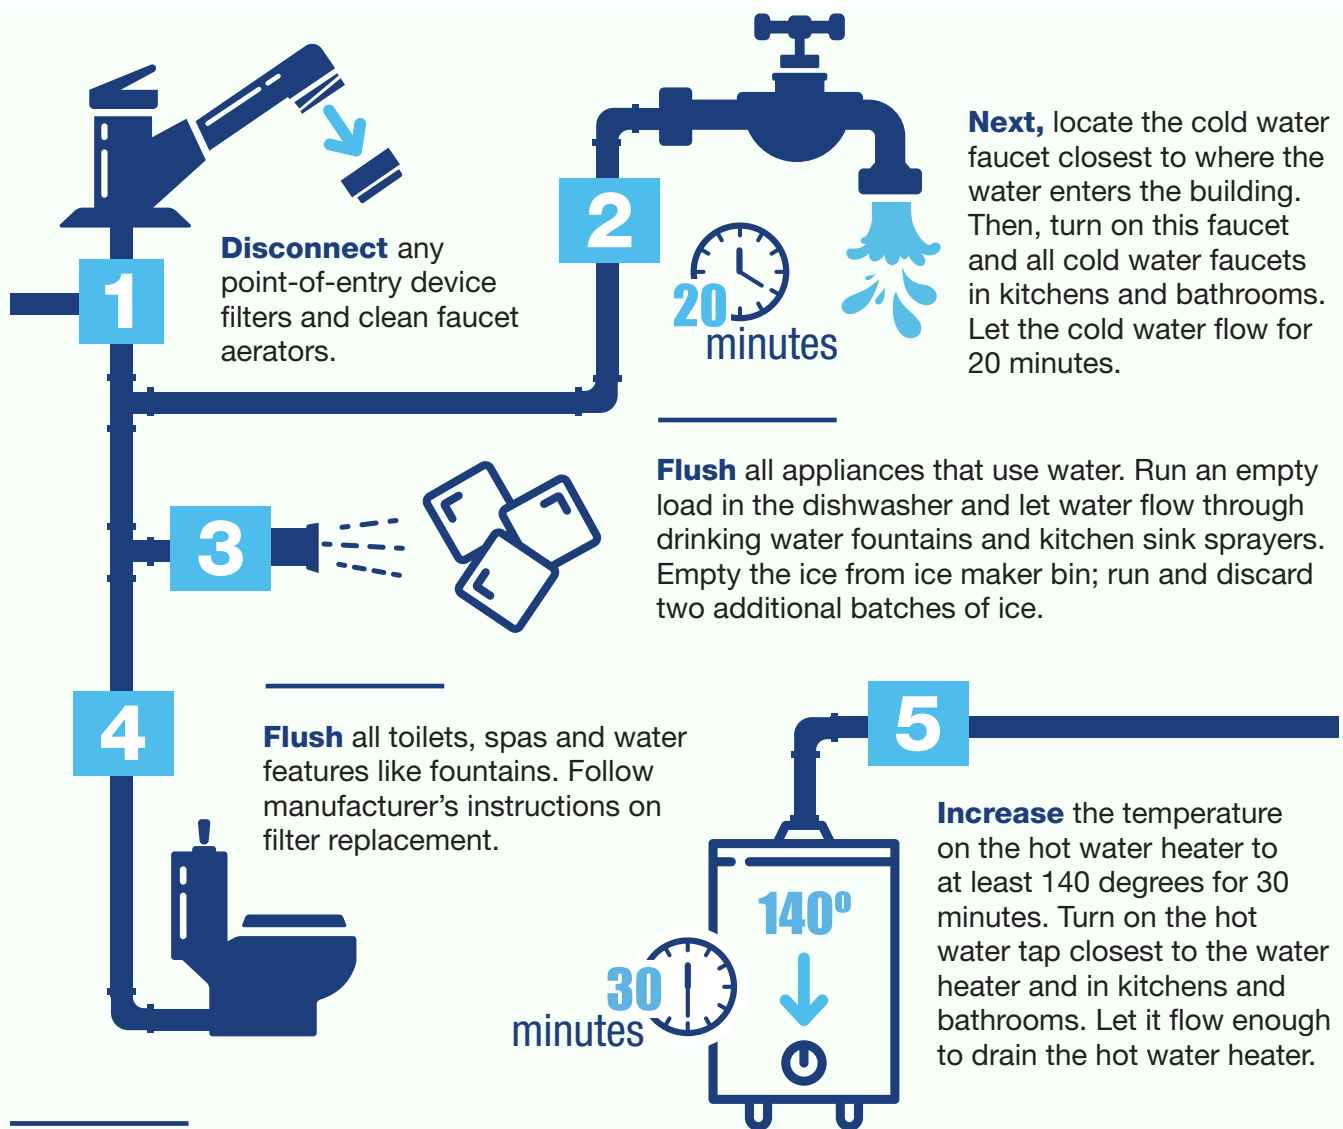 1
Disconnect any
point-of-entry device
filters and clean faucet
aerators.
2
20
minutes
Next, locate the cold water
faucet closest to where the
water enters the building.
Then, turn on this faucet
and all cold water faucets
in kitchens and bathrooms.
Let the cold water flow for
20 minutes.
3
Flush all appliances that use water. Run an empty
load in the dishwasher and let water flow through
drinking water fountains and kitchen sink sprayers.
Empty the ice from ice maker bin; run and discard
two additional batches of ice.
4
Flush all toilets, spas and water
features like fountains. Follow
manufacturer’s instructions on
filter replacement.
5
140º
30
minutes
Increase the temperature
on the hot water heater to
at least 140 degrees for 30
minutes. Turn on the hot
water tap closest to the water
heater and in kitchens and
bathrooms. Let it flow enough
to drain the hot water heater.